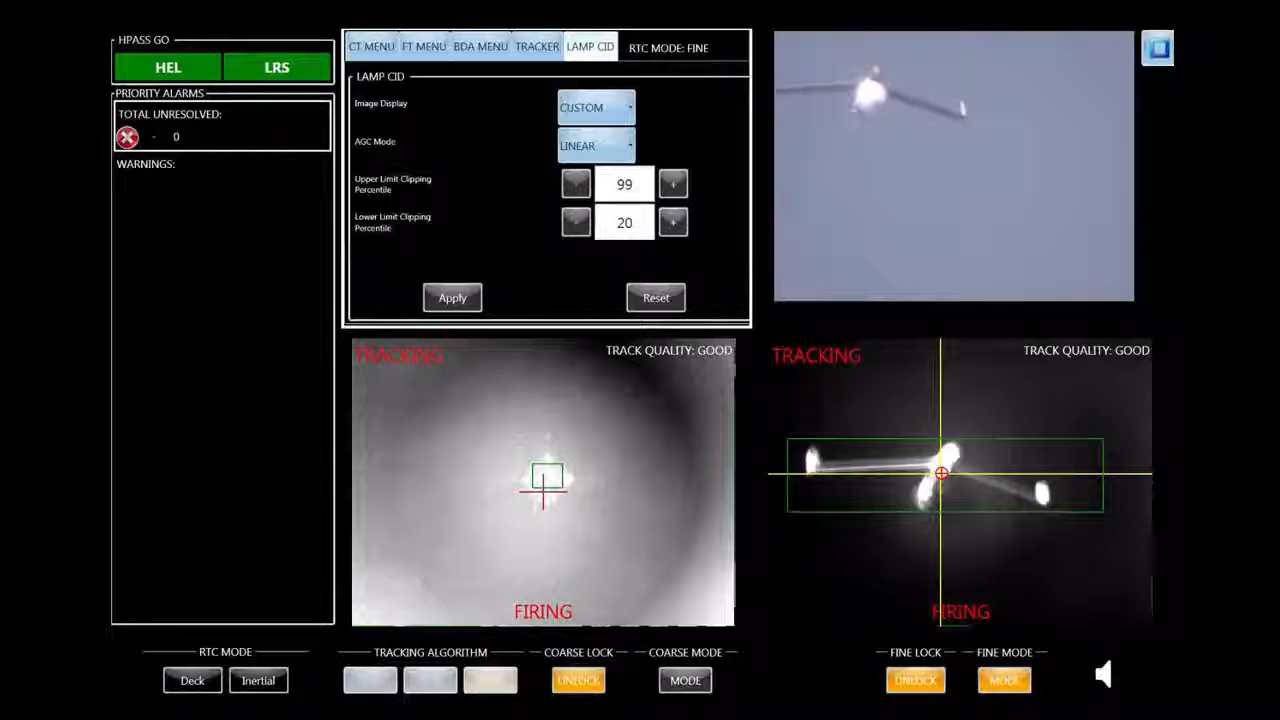 HPASS GO
HEL
LRS
PRIORITY ALARMS
TOTAL UNRESOLVED:
- 0
WARNINGS:
CT MENU
FT MENU
BDA MENU
TRACKER
LAMP CID
RTC MODE: FINE
LAMP CID
Image Display
CUSTOM
AGC Mode
LINEAR
Upper Limit Clipping
Percentile
-
99
+
Lower Limit Clipping
Percentile
-
20
+
Apply
Reset
TRACKING
TRACK QUALITY: GOOD
FIRING
TRACKING
TRACK QUALITY: GOOD
FIRING
RTC MODE
Deck
Inertial
TRACKING ALGORITHM
COARSE LOCK
UNLOCK
COARSE MODE
MODE
FINE LOCK
UNLOCK
FINE MODE
MODE